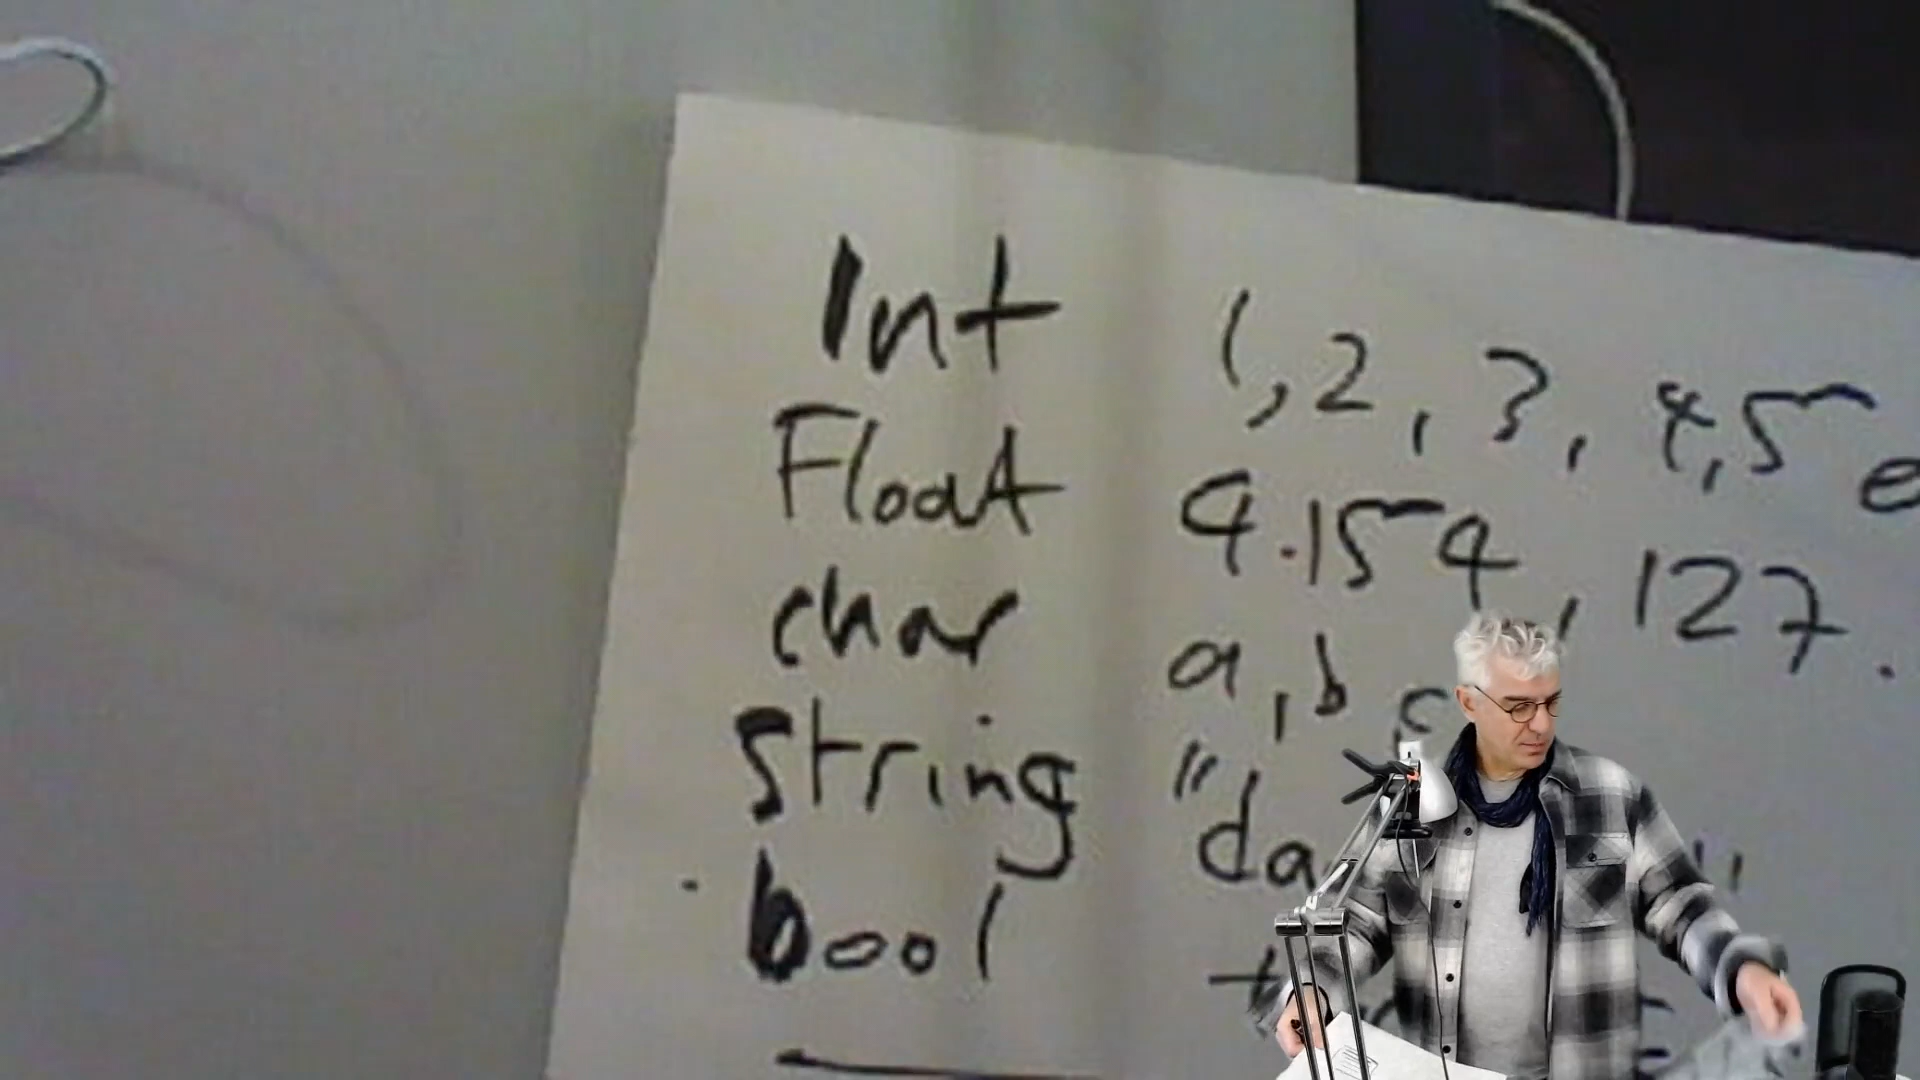 Int 1, 2, 3, 4, 5
Float 4.154, 127.
char a, b, c
string "da "
bool